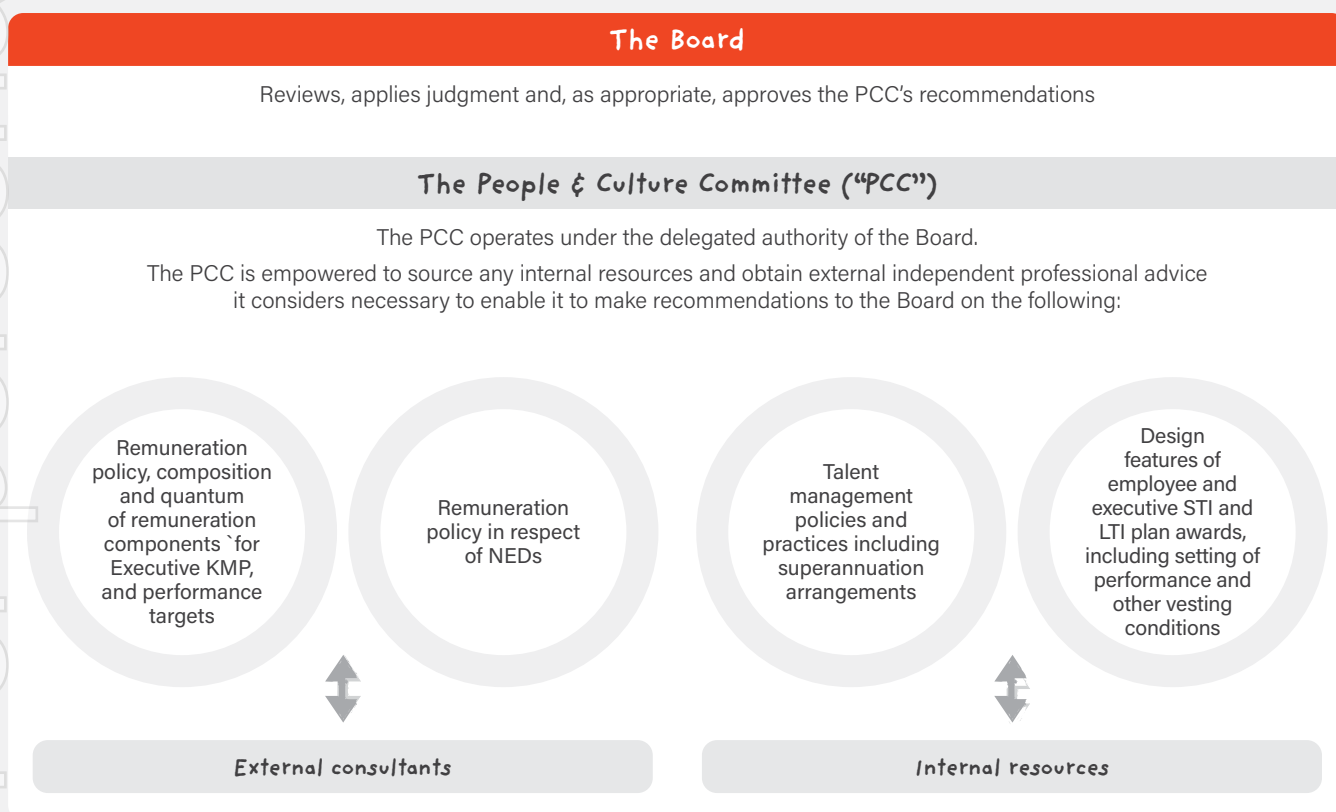 The Board
Reviews, applies judgment and, as appropriate, approves the PCC's recommendations
The People & Culture Committee (“PCC”)
The PCC operates under the delegated authority of the Board.
The PCC is empowered to source any internal resources and obtain external independent professional advice
it considers necessary to enable it to make recommendations to the Board on the following:
Remuneration
policy, composition
and quantum
of remuneration
components `for
Executive KMP,
and performance
targets
Remuneration
policy in respect
of NEDs
Talent
management
policies and
practices including
superannuation
arrangements
Design
features of
employee and
executive STI and
LTI plan awards,
including setting of
performance and
other vesting
conditions
External consultants
Internal resources